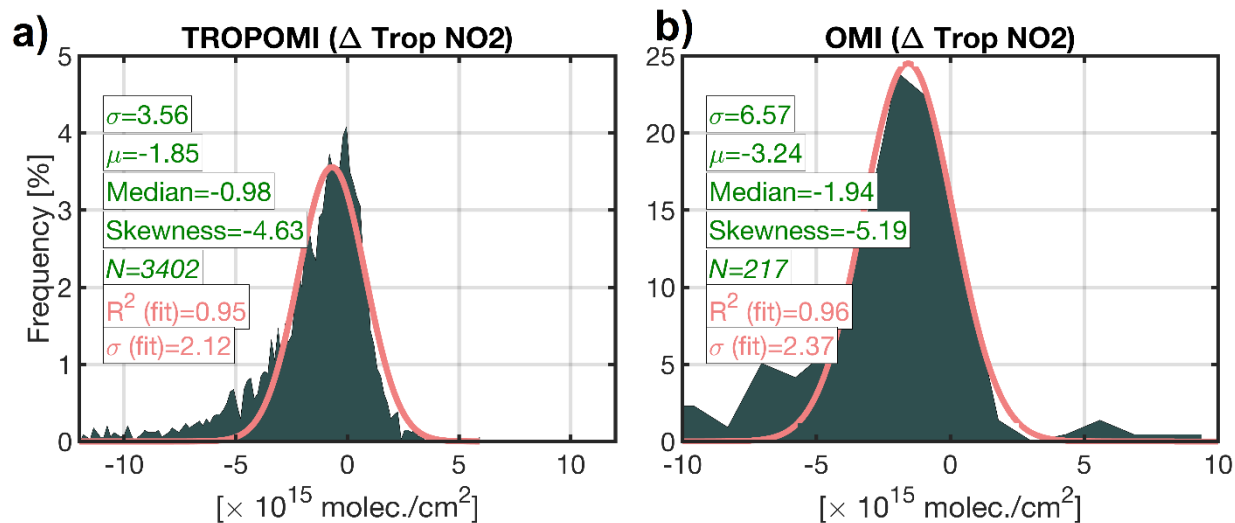 a)
TROPOMI (Δ Trop NO2)
5
4
3
2
1
0
Frequency [%]
σ=3.56
μ=-1.85
Median=-0.98
Skewness=-4.63
N=3402
R² (fit)=0.95
σ (fit)=2.12
-10 -5 0 5 10
[× 10¹⁵ molec./cm²]
b)
OMI (Δ Trop NO2)
25
20
15
10
5
0
σ=6.57
μ=-3.24
Median=-1.94
Skewness=-5.19
N=217
R² (fit)=0.96
σ (fit)=2.37
-10 -5 0 5 10
[× 10¹⁵ molec./cm²]